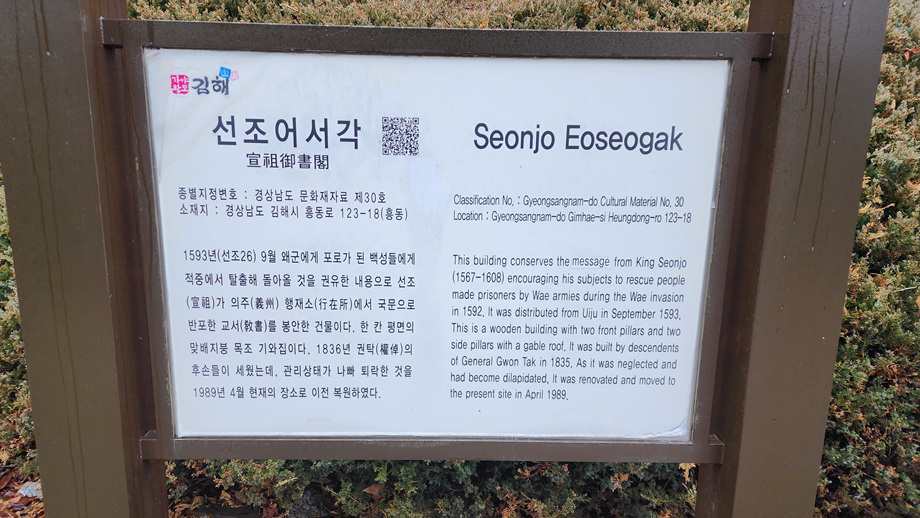 김해
선조어서각
宣祖御書閣
종별지정번호 : 경상남도 문화재자료 제30호
소재지 : 경상남도 김해시 흥동로 123-18(흥동)
1593년(선조26) 9월 왜군에게 포로가 된 백성들에게
적중에서 탈출해 돌아올 것을 권유한 내용으로 선조
(宣祖)가 의주(義州) 행재소(行在所)에서 국문으로
반포한 교서(敎書)를 봉안한 건물이다. 한 칸 평면의
맞배지붕 목조 기와집이다. 1836년 권탁(權倬)의
후손들이 세웠는데, 관리상태가 나빠 퇴락한 것을
1989년 4월 현재의 장소로 이전 복원하였다.
Seonjo Eoseogak
Classification No. : Gyeongsangnam-do Cultural Material No. 30
Location : Gyeongsangnam-do Gimhae-si Heungdong-ro 123-18
This building conserves the message from King Seonjo
(1567-1608) encouraging his subjects to rescue people
made prisoners by Wae armies during the Wae invasion
in 1592. It was distributed from Uiju in September 1593.
This is a wooden building with two front pillars and two
side pillars with a gable roof. It was built by descendents
of General Gwon Tak in 1835. As it was neglected and
had become dilapidated, It was renovated and moved to
the present site in April 1989.